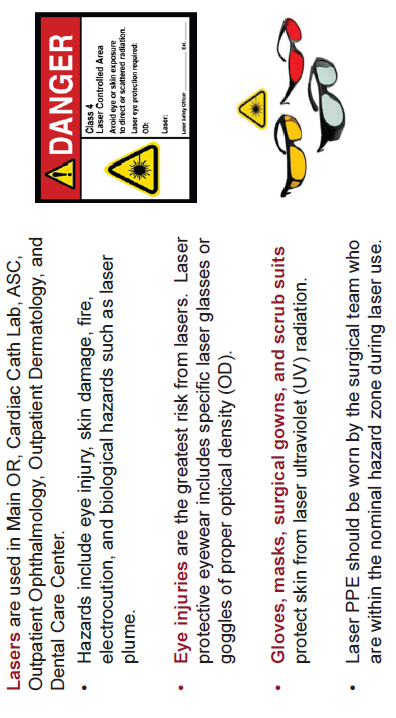 Lasers are used in Main OR, Cardiac Cath Lab, ASC,
Outpatient Ophthalmology, Outpatient Dermatology, and
Dental Care Center.
• Hazards include eye injury, skin damage, fire,
electrocution, and biological hazards such as laser
plume.
• Eye injuries are the greatest risk from lasers. Laser
protective eyewear includes specific laser glasses or
goggles of proper optical density (OD).
• Gloves, masks, surgical gowns, and scrub suits
protect skin from laser ultraviolet (UV) radiation.
• Laser PPE should be worn by the surgical team who
are within the nominal hazard zone during laser use.
DANGER
Class 4
Laser Controlled Area
Avoid eye or skin exposure
to direct or scattered radiation.
Laser eye protection required:
OD:
Laser:
Laser Safety Officer ____________ Ext. ______